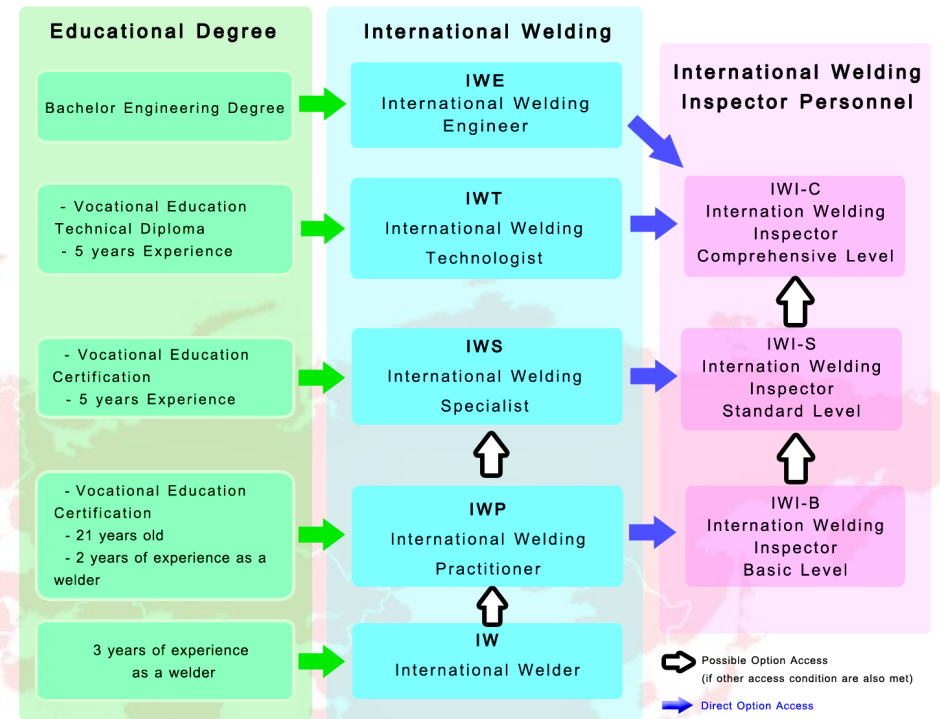 Educational Degree
Bachelor Engineering Degree
- Vocational Education
Technical Diploma
- 5 years Experience
- Vocational Education
Certification
- 5 years Experience
- Vocational Education
Certification
- 21 years old
- 2 years of experience as a
welder
3 years of experience
as a welder
International Welding
IWE
International Welding
Engineer
IWT
International Welding
Technologist
IWS
International Welding
Specialist
IWP
International Welding
Practitioner
IW
International Welder
International Welding
Inspector Personnel
IWI-C
Internation Welding
Inspector
Comprehensive Level
IWI-S
Internation Welding
Inspector
Standard Level
IWI-B
Internation Welding
Inspector
Basic Level
Possible Option Access
(if other access condition are also met)
Direct Option Access